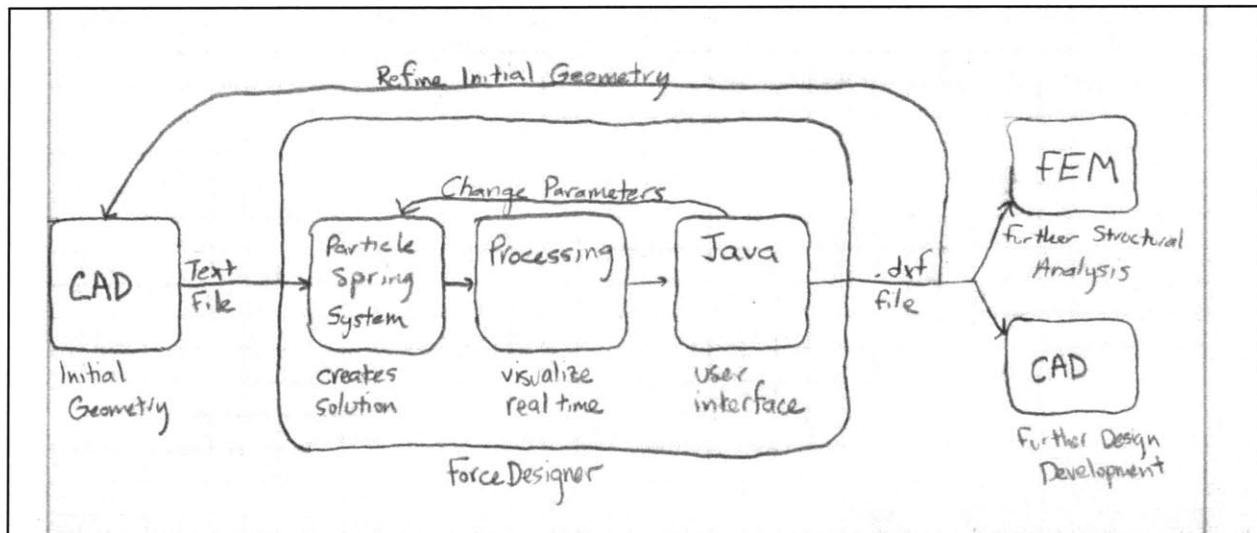 Refine Initial Geometry
Change Parameters
CAD
Initial
Geometry
Text
File
Particle
Spring
System
creates
solution
Processing
visualize
real time
Java
user
interface
ForceDesigner
.dxf
file
FEM
Further Structural
Analysis
CAD
Further Design
Development